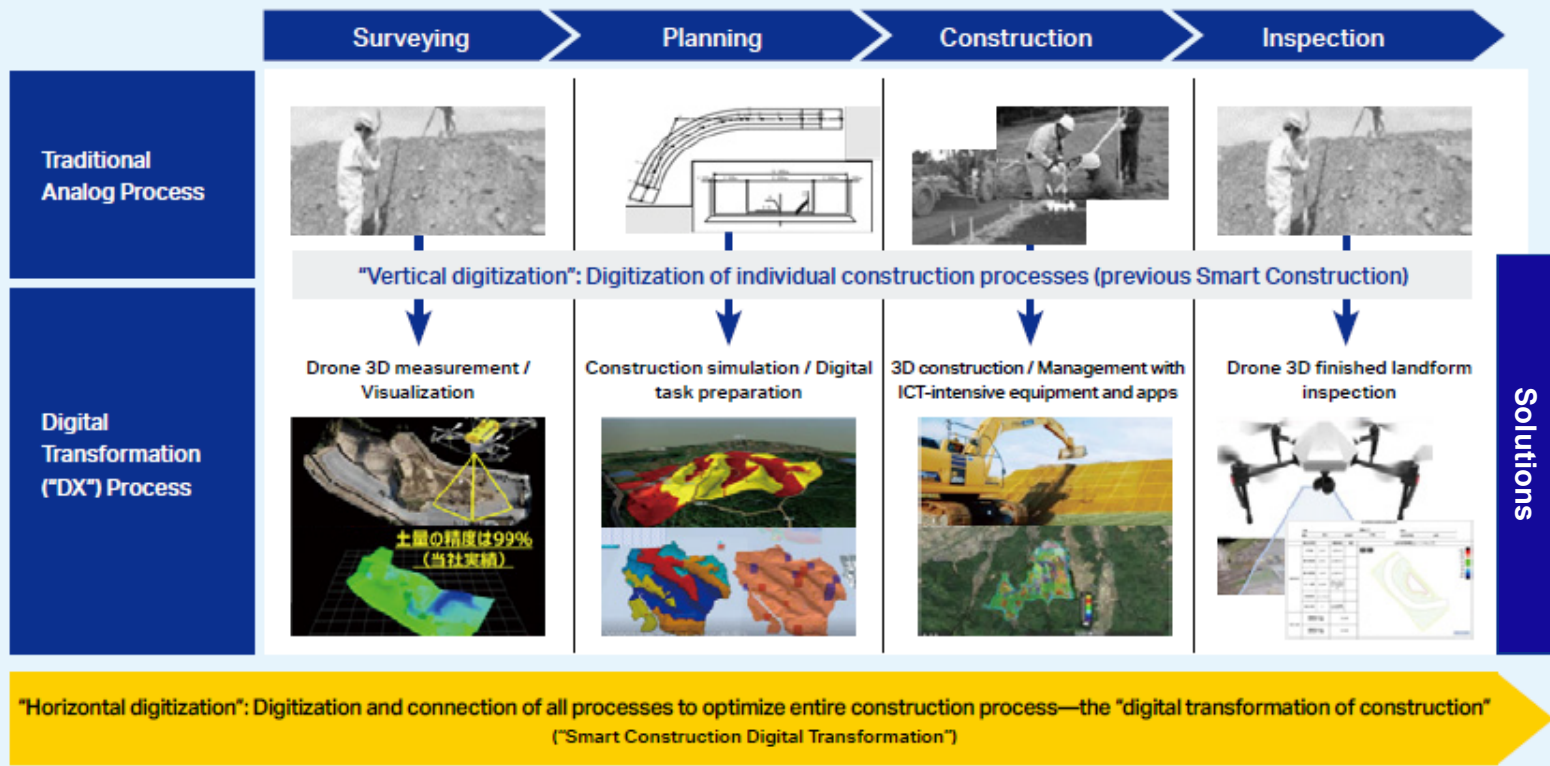 Surveying
Planning
Construction
Inspection
Traditional
Analog Process
"Vertical digitization": Digitization of individual construction processes (previous Smart Construction)
Digital
Transformation
("DX") Process
Drone 3D measurement /
Visualization
Construction simulation / Digital
task preparation
3D construction / Management with
ICT-intensive equipment and apps
Drone 3D finished landform
inspection
土量の精度は99%
（当社実績）
Solutions
"Horizontal digitization": Digitization and connection of all processes to optimize entire construction process—the "digital transformation of construction"
("Smart Construction Digital Transformation")